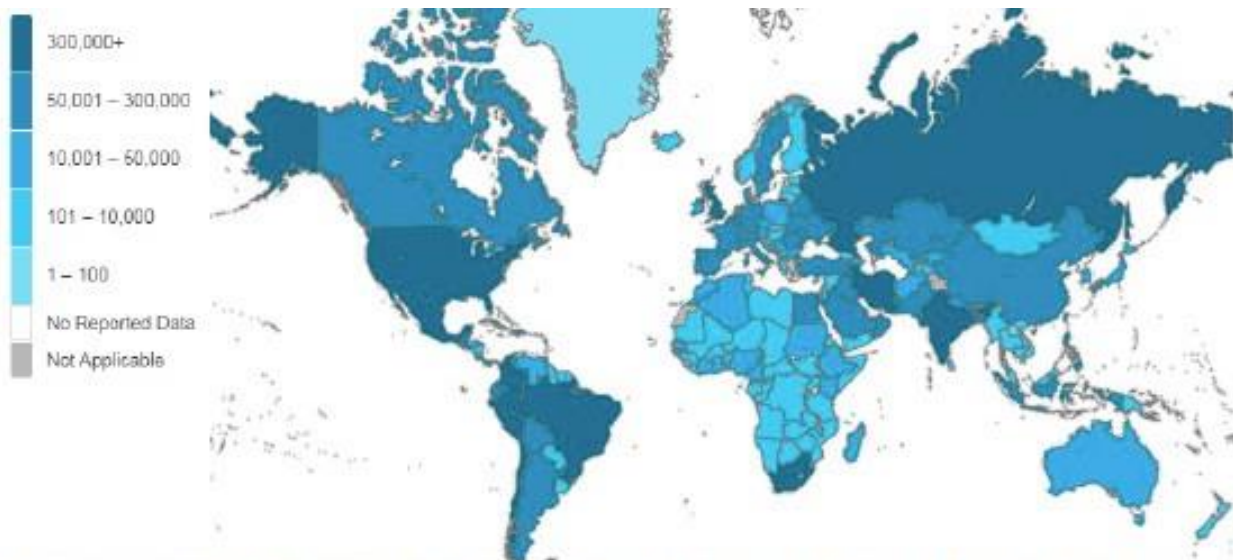 300,000+
50,001 – 300,000
10,001 – 50,000
101 – 10,000
1 – 100
No Reported Data
Not Applicable